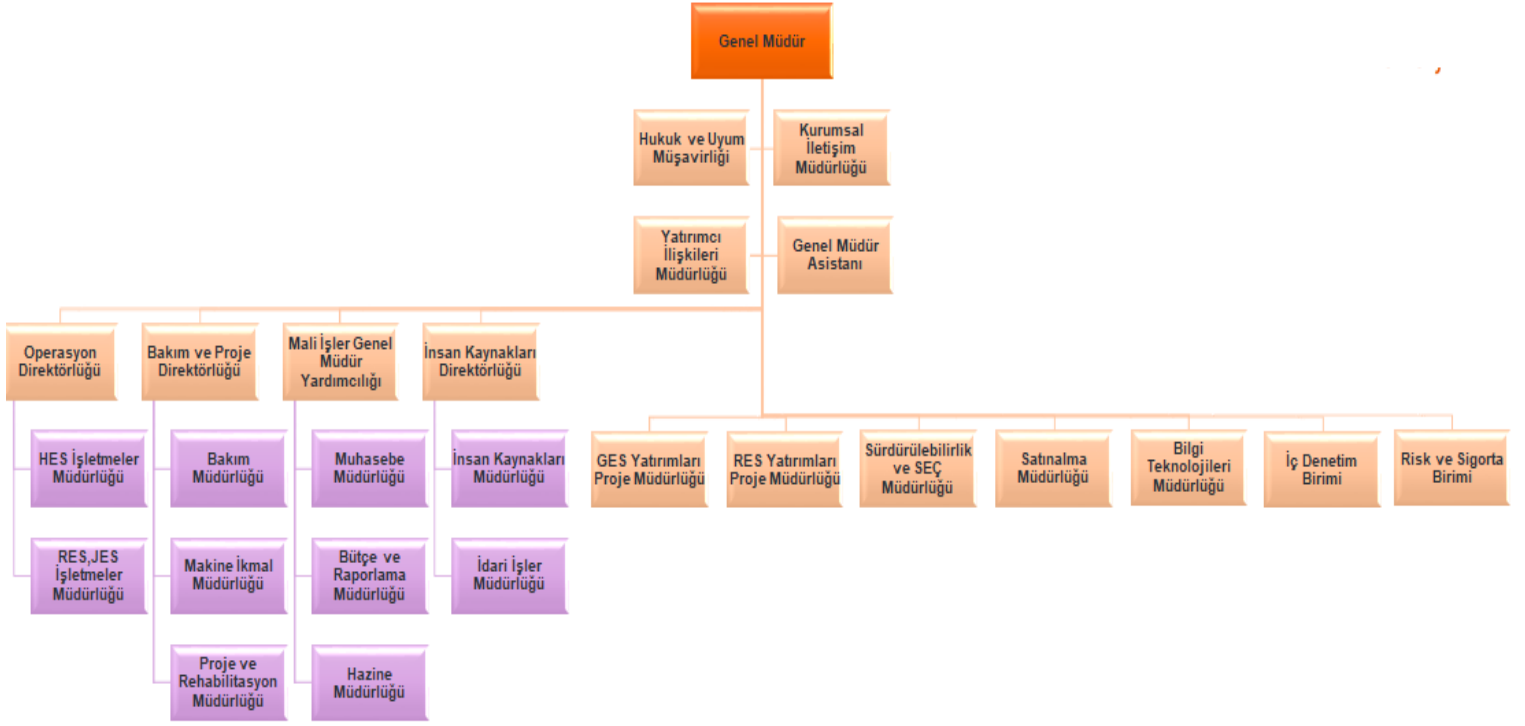 Genel Müdür
Hukuk ve Uyum
Müşavirliği
Kurumsal
İletişim
Müdürlüğü
Yatırımcı
İlişkileri
Müdürlüğü
Genel Müdür
Asistanı
Operasyon
Direktörlüğü
Bakım ve Proje
Direktörlüğü
Mali İşler Genel
Müdür
Yardımcılığı
İnsan Kaynakları
Direktörlüğü
HES İşletmeler
Müdürlüğü
Bakım
Müdürlüğü
Muhasebe
Müdürlüğü
İnsan Kaynakları
Müdürlüğü
GES Yatırımları
Proje Müdürlüğü
RES Yatırımları
Proje Müdürlüğü
Sürdürülebilirlik
ve SEÇ
Müdürlüğü
Satınalma
Müdürlüğü
Bilgi
Teknolojileri
Müdürlüğü
İç Denetim
Birimi
Risk ve Sigorta
Birimi
RES,JES
İşletmeler
Müdürlüğü
Makine İkmal
Müdürlüğü
Bütçe ve
Raporlama
Müdürlüğü
İdari İşler
Müdürlüğü
Proje ve
Rehabilitasyon
Müdürlüğü
Hazine
Müdürlüğü